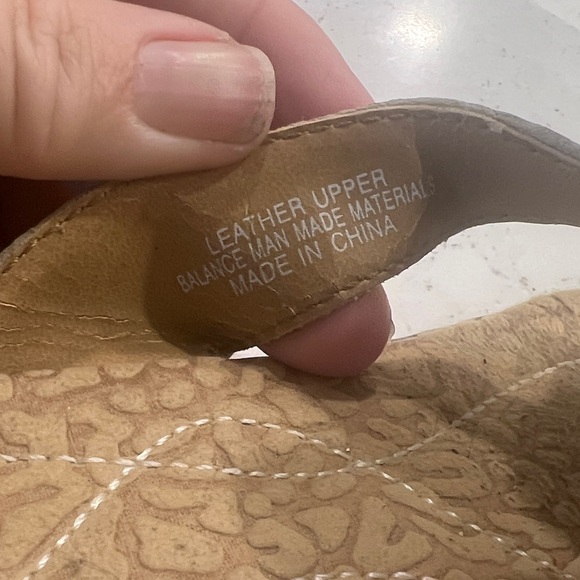 LEATHER UPPER
BALANCE MAN MADE MATERIALS
MADE IN CHINA